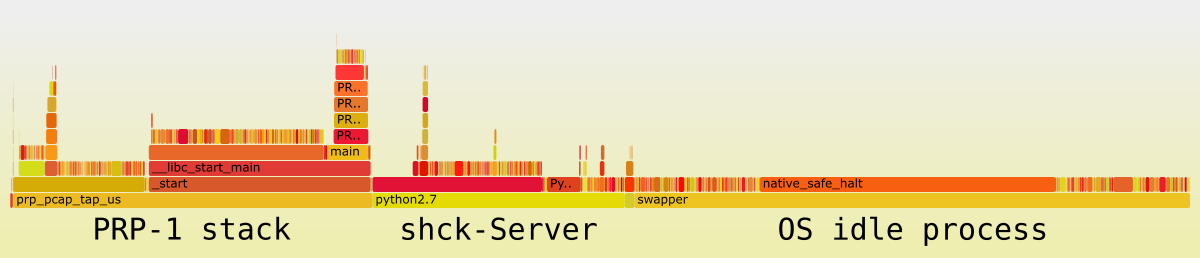 PR..
PR..
PR..
PR..
main
__libc_start_main
_start
Py..
native_safe_halt
prp_pcap_tap_us
python2.7
swapper
PRP-1 stack
shck-Server
OS idle process